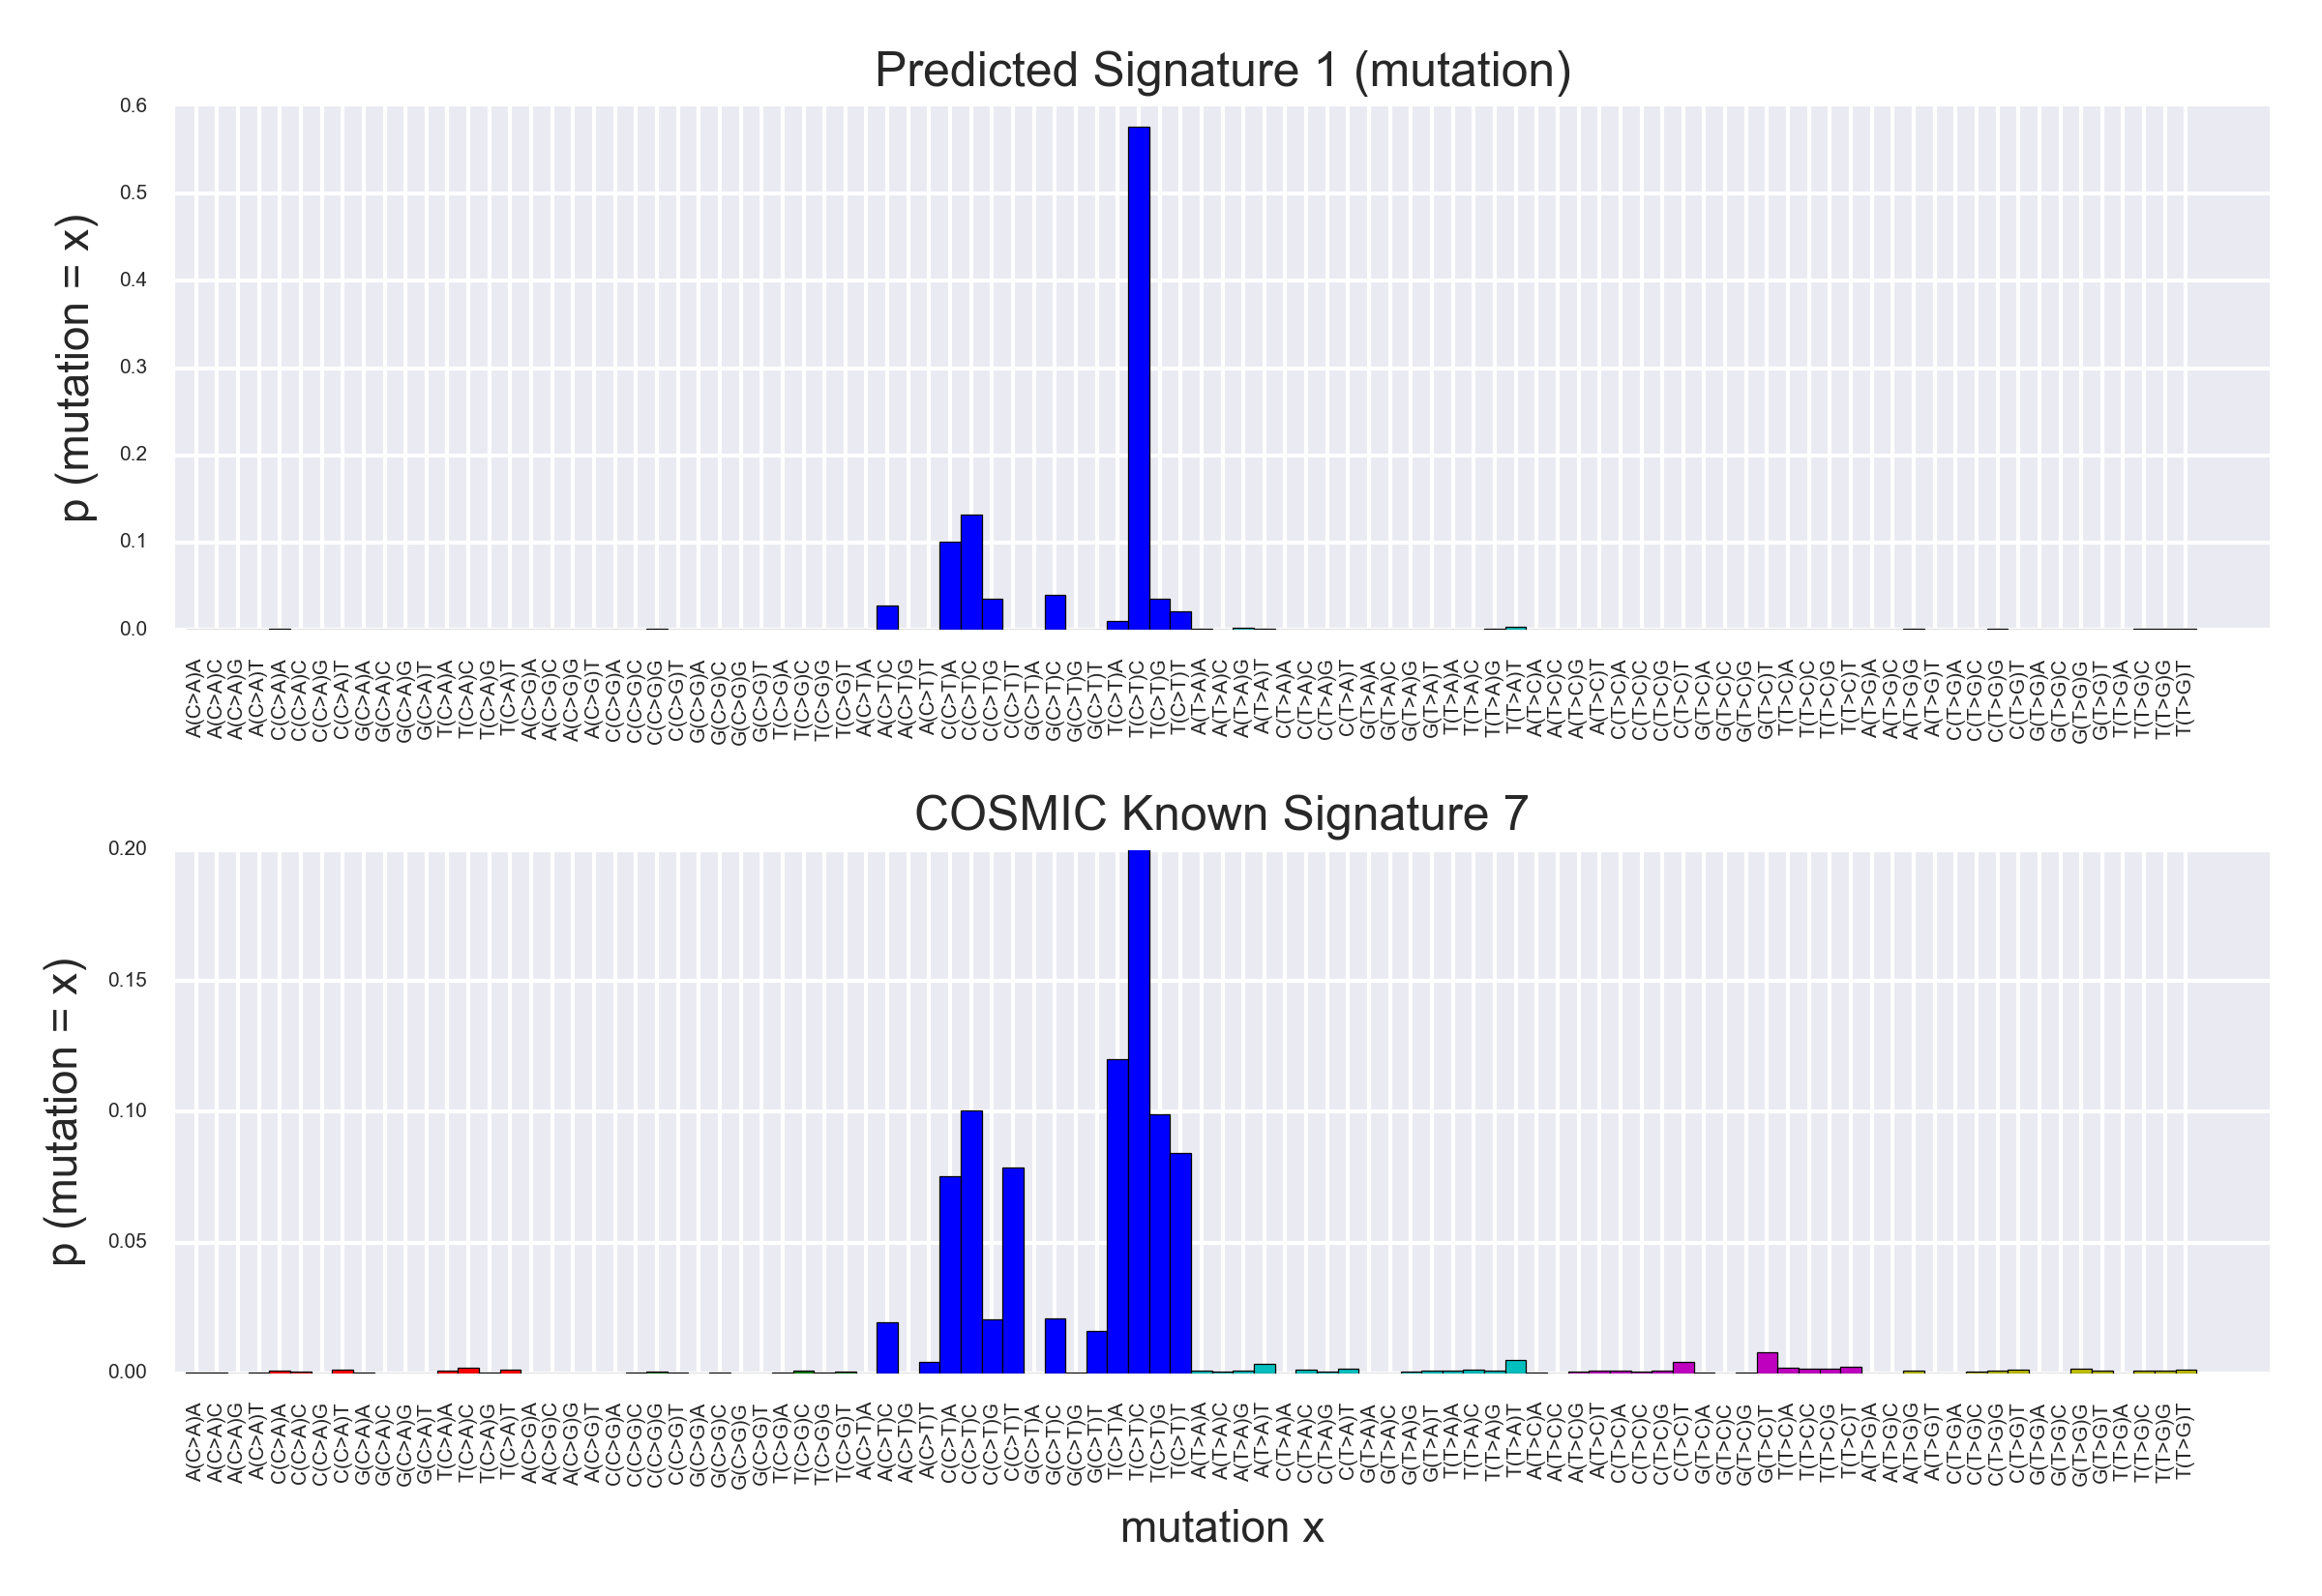 Predicted Signature 1 (mutation)
0.6
0.5
0.4
0.3
0.2
0.1
0.0
p (mutation = x)
A(C>A)A A(C>A)C A(C>A)G A(C>A)T C(C>A)A C(C>A)C C(C>A)G C(C>A)T G(C>A)A G(C>A)C G(C>A)G G(C>A)T T(C>A)A T(C>A)C T(C>A)G T(C>A)T A(C>G)A A(C>G)C A(C>G)G A(C>G)T C(C>G)A C(C>G)C C(C>G)G C(C>G)T G(C>G)A G(C>G)C G(C>G)G G(C>G)T T(C>G)A T(C>G)C T(C>G)G T(C>G)T A(C>T)A A(C>T)C A(C>T)G A(C>T)T C(C>T)A C(C>T)C C(C>T)G C(C>T)T G(C>T)A G(C>T)C G(C>T)G G(C>T)T T(C>T)A T(C>T)C T(C>T)G T(C>T)T A(T>A)A A(T>A)C A(T>A)G A(T>A)T C(T>A)A C(T>A)C C(T>A)G C(T>A)T G(T>A)A G(T>A)C G(T>A)G G(T>A)T T(T>A)A T(T>A)C T(T>A)G T(T>A)T A(T>C)A A(T>C)C A(T>C)G A(T>C)T C(T>C)A C(T>C)C C(T>C)G C(T>C)T G(T>C)A G(T>C)C G(T>C)G G(T>C)T T(T>C)A T(T>C)C T(T>C)G T(T>C)T A(T>G)A A(T>G)C A(T>G)G A(T>G)T C(T>G)A C(T>G)C C(T>G)G C(T>G)T G(T>G)A G(T>G)C G(T>G)G G(T>G)T T(T>G)A T(T>G)C T(T>G)G T(T>G)T
COSMIC Known Signature 7
0.20
0.15
0.10
0.05
0.00
p (mutation = x)
A(C>A)A A(C>A)C A(C>A)G A(C>A)T C(C>A)A C(C>A)C C(C>A)G C(C>A)T G(C>A)A G(C>A)C G(C>A)G G(C>A)T T(C>A)A T(C>A)C T(C>A)G T(C>A)T A(C>G)A A(C>G)C A(C>G)G A(C>G)T C(C>G)A C(C>G)C C(C>G)G C(C>G)T G(C>G)A G(C>G)C G(C>G)G G(C>G)T T(C>G)A T(C>G)C T(C>G)G T(C>G)T A(C>T)A A(C>T)C A(C>T)G A(C>T)T C(C>T)A C(C>T)C C(C>T)G C(C>T)T G(C>T)A G(C>T)C G(C>T)G G(C>T)T T(C>T)A T(C>T)C T(C>T)G T(C>T)T A(T>A)A A(T>A)C A(T>A)G A(T>A)T C(T>A)A C(T>A)C C(T>A)G C(T>A)T G(T>A)A G(T>A)C G(T>A)G G(T>A)T T(T>A)A T(T>A)C T(T>A)G T(T>A)T A(T>C)A A(T>C)C A(T>C)G A(T>C)T C(T>C)A C(T>C)C C(T>C)G C(T>C)T G(T>C)A G(T>C)C G(T>C)G G(T>C)T T(T>C)A T(T>C)C T(T>C)G T(T>C)T A(T>G)A A(T>G)C A(T>G)G A(T>G)T C(T>G)A C(T>G)C C(T>G)G C(T>G)T G(T>G)A G(T>G)C G(T>G)G G(T>G)T T(T>G)A T(T>G)C T(T>G)G T(T>G)T
mutation x